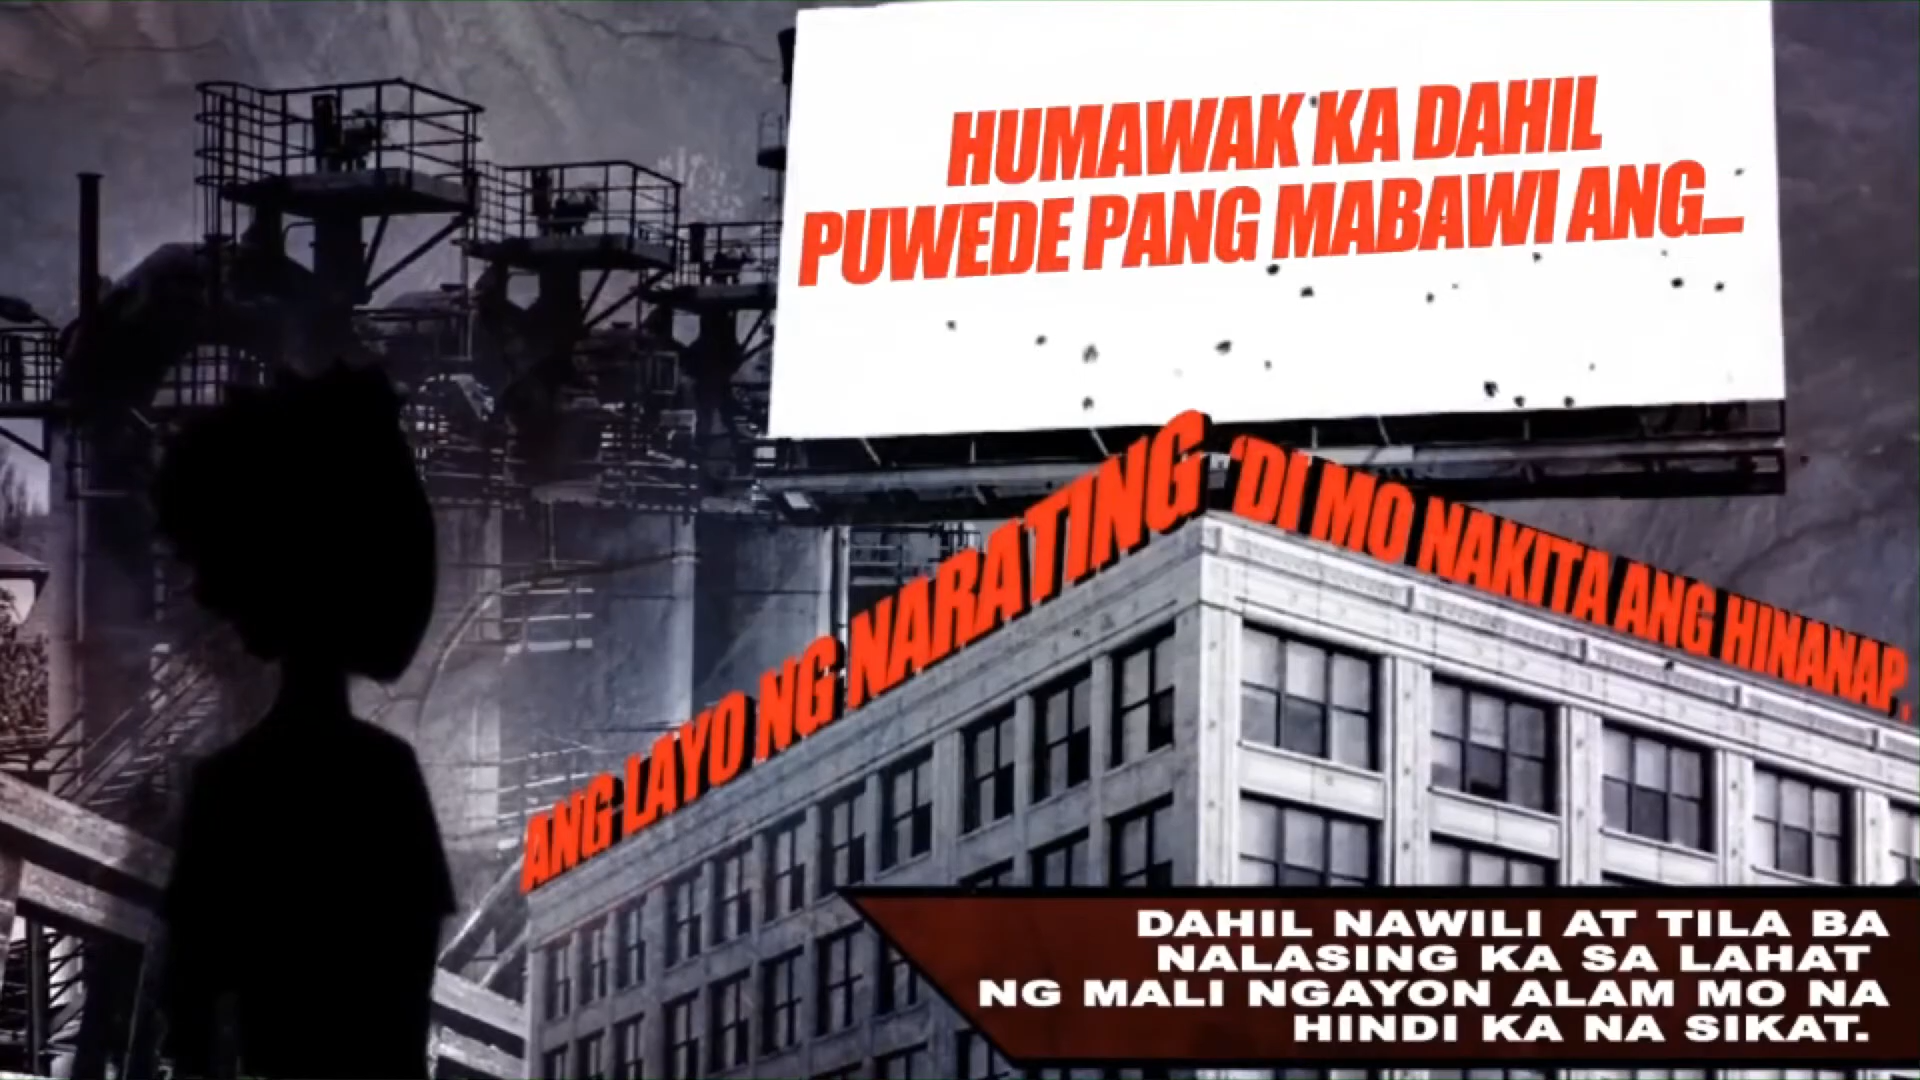 HUMAWAK KA DAHIL
PUWEDE PANG MABAWI ANG...
ANG LAYO NG NARATING 'DI MO NAKITA ANG HINANAP.
DAHIL NAWILI AT TILA BA
NALASING KA SA LAHAT
NG MALI NGAYON ALAM MO NA
HINDI KA NA SIKAT.